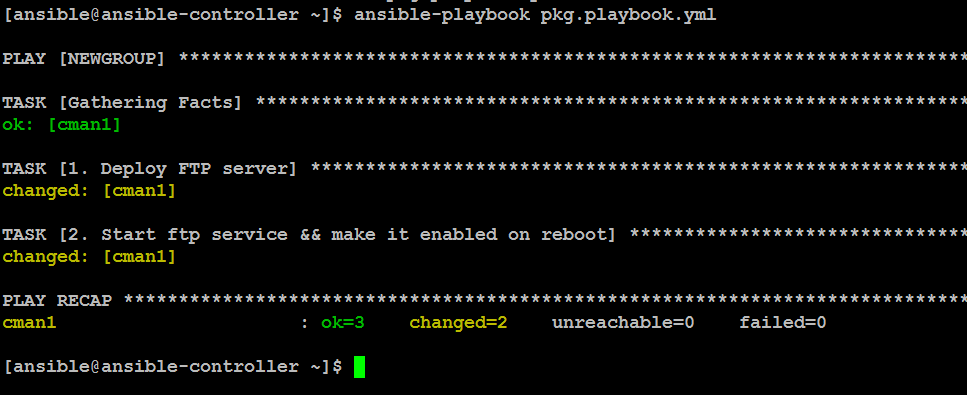 [ansible@ansible-controller ~]$ ansible-playbook pkg.playbook.yml
PLAY [NEWGROUP] ************************************************************************
TASK [Gathering Facts] *****************************************************************
ok: [cman1]
TASK [1. Deploy FTP server] ************************************************************
changed: [cman1]
TASK [2. Start ftp service && make it enabled on reboot] *******************************
changed: [cman1]
PLAY RECAP *****************************************************************************
cman1 : ok=3 changed=2 unreachable=0 failed=0
[ansible@ansible-controller ~]$